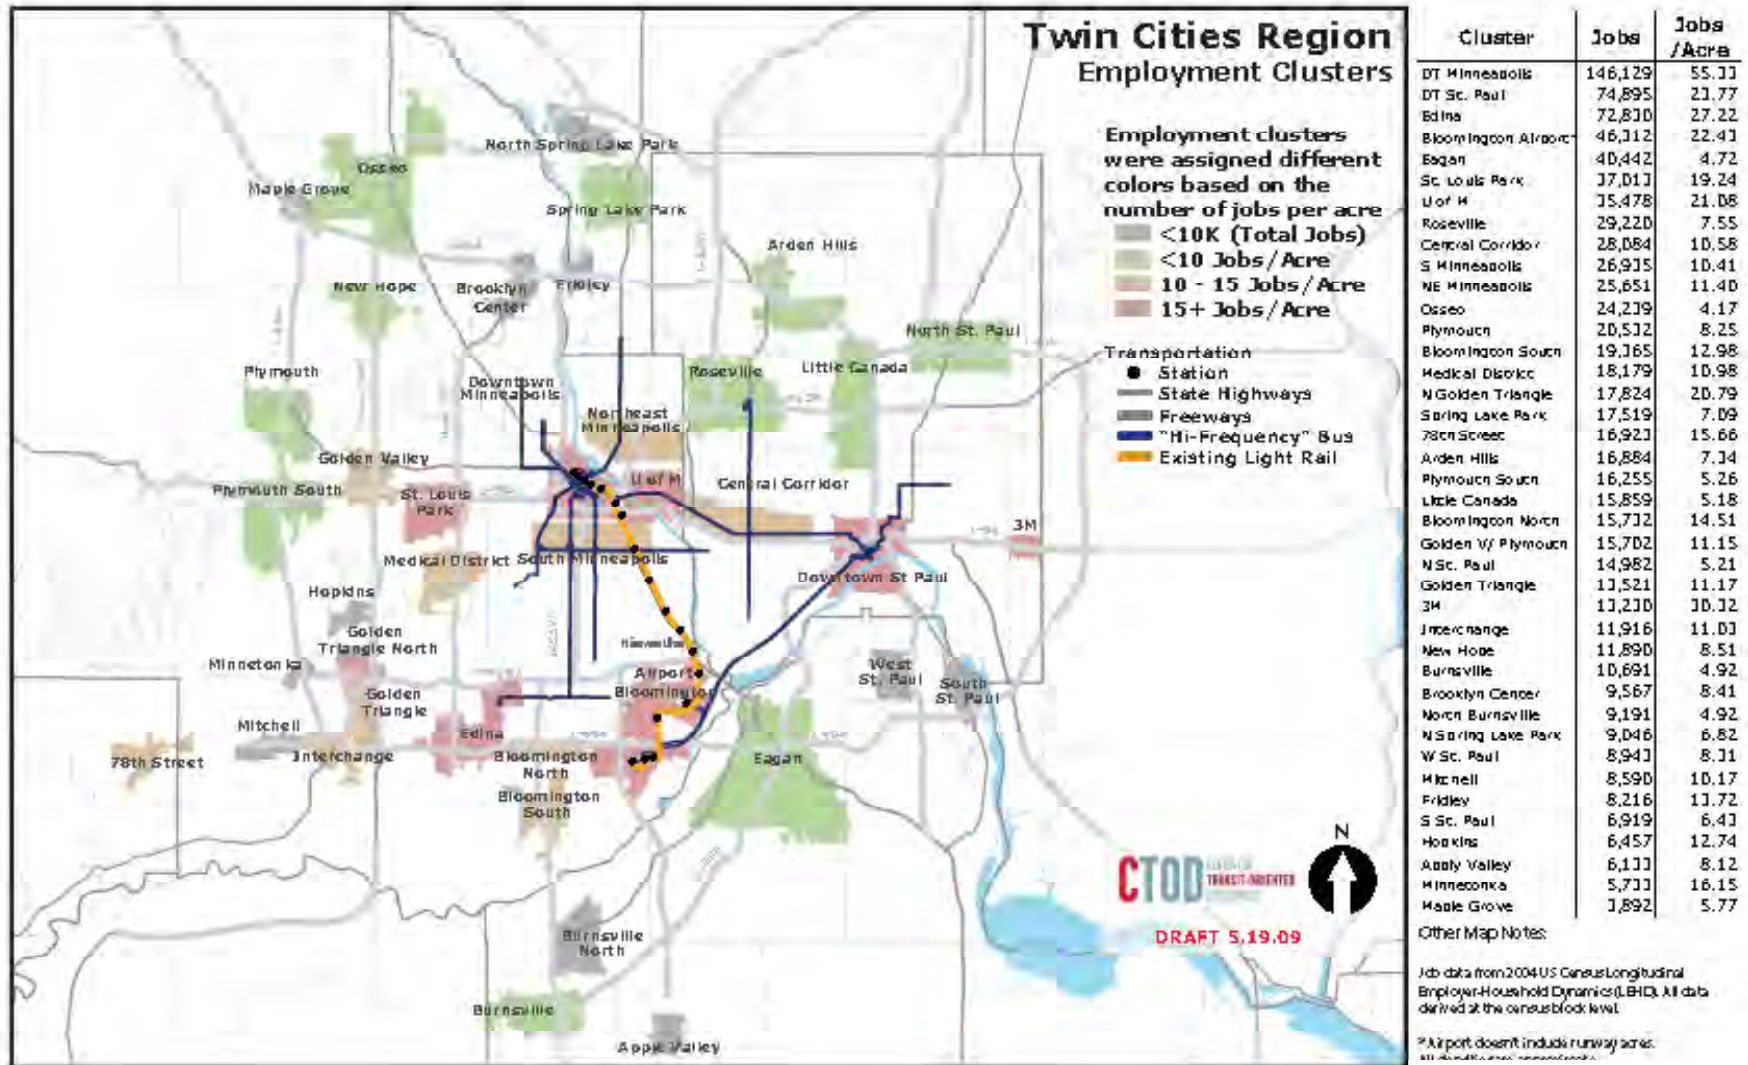 Twin Cities Region
Employment Clusters
Employment clusters
were assigned different
colors based on the
number of jobs per acre
<10K (Total Jobs)
<10 Jobs/Acre
10 - 15 Jobs/Acre
15+ Jobs/Acre
Transportation
Station
State Highways
Freeways
"Hi-Frequency" Bus
Existing Light Rail
North Spring Lake Park
Osseo
Maple Grove
Spring Lake Park
Arden Hills
New Hope
Brooklyn
Center
Fridley
North St. Paul
Plymouth
Downtown
Minneapolis
Roseville
Little Canada
Northeast
Minneapolis
Golden Valley
Plymouth South
St. Louis
Park
U of M
Central Corridor
3M
Medical District
South Minneapolis
Downtown St Paul
Hopkins
Golden
Triangle North
Hiawatha
Minnetonka
Airport
Bloomington
West
St. Paul
South
St. Paul
Golden
Triangle
Mitchell
Edina
78th Street
Interchange
Bloomington
North
Eagan
Bloomington
South
Burnsville
North
Burnsville
Apple Valley
N
CTOD
TRANSIT-ORIENTED
DRAFT 5.19.09
Cluster Jobs Jobs
/Acre
DT Minneapolis 146,129 55.33
DT St. Paul 74,895 23.77
Edina 72,830 27.22
Bloomington Airport* 46,312 22.43
Eagan 40,442 4.72
St. Louis Park 37,013 19.24
U of M 35,478 21.08
Roseville 29,220 7.55
Central Corridor 28,084 10.58
S Minneapolis 26,935 10.41
NE Minneapolis 25,651 11.40
Osseo 24,239 4.17
Plymouth 20,532 8.25
Bloomington South 19,365 12.98
Medical District 18,179 10.98
N Golden Triangle 17,824 20.79
Spring Lake Park 17,519 7.09
78th Street 16,923 15.66
Arden Hills 16,884 7.34
Plymouth South 16,255 5.26
Little Canada 15,859 5.18
Bloomington North 15,732 14.51
Golden V/ Plymouth 15,702 11.15
N St. Paul 14,982 5.21
Golden Triangle 13,521 11.17
3M 13,230 30.32
Interchange 11,916 11.03
New Hope 11,890 8.51
Burnsville 10,691 4.92
Brooklyn Center 9,567 8.41
North Burnsville 9,191 4.92
N Spring Lake Park 9,046 6.82
W St. Paul 8,943 8.31
Mitchell 8,590 10.17
Fridley 8,216 13.72
S St. Paul 6,919 6.43
Hopkins 6,457 12.74
Apply Valley 6,133 8.12
Minnetonka 5,733 16.15
Maple Grove 3,892 5.77
Other Map Notes:
Job data from 2004 US Census Longitudinal
Employer-Household Dynamics (LEHD). All data
derived at the census block level.
*Airport doesn't include runway acres.
All densities are approximate.